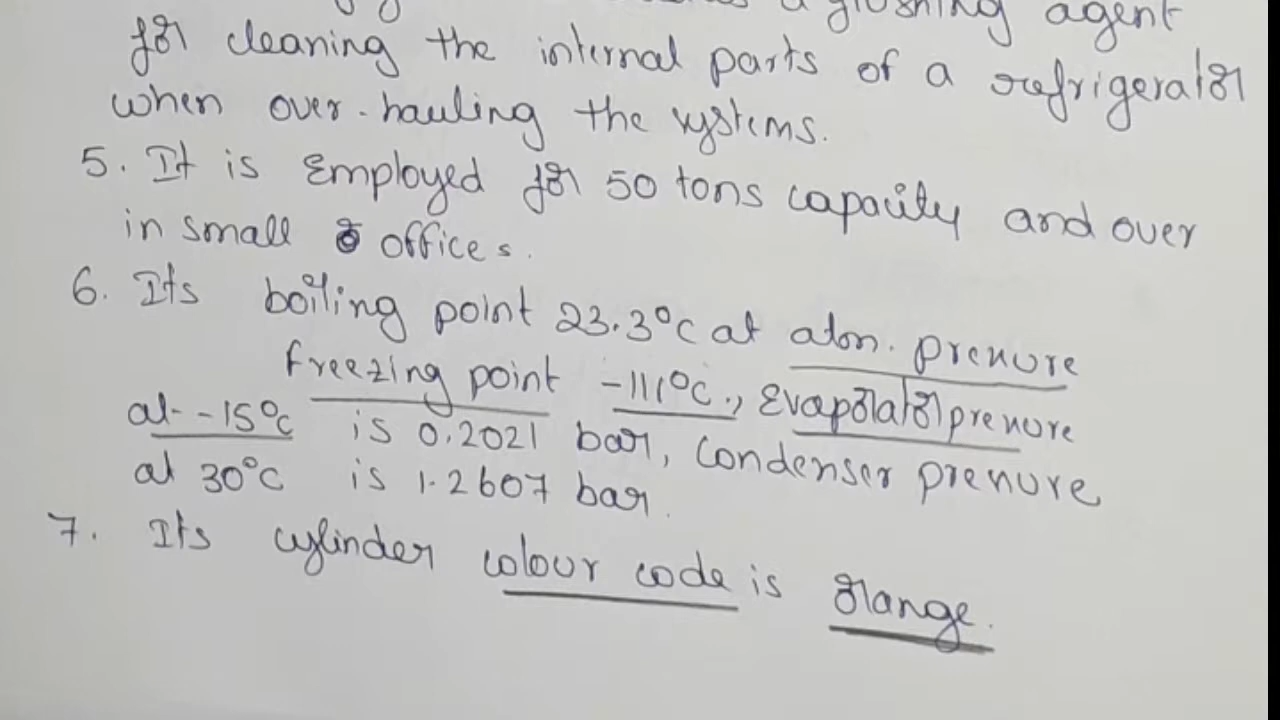 a flushing agent
for cleaning the internal parts of a refrigerator
when over-hauling the systems.
5. It is Employed for 50 tons capacity and over
in small offices.
6. Its boiling point 23.3°c at atm. pressure
freezing point -111°c., Evaporator pressure
at -15°c is 0.2021 bar, Condenser pressure
at 30°c is 1.2607 bar.
7. Its cylinder colour code is Orange.